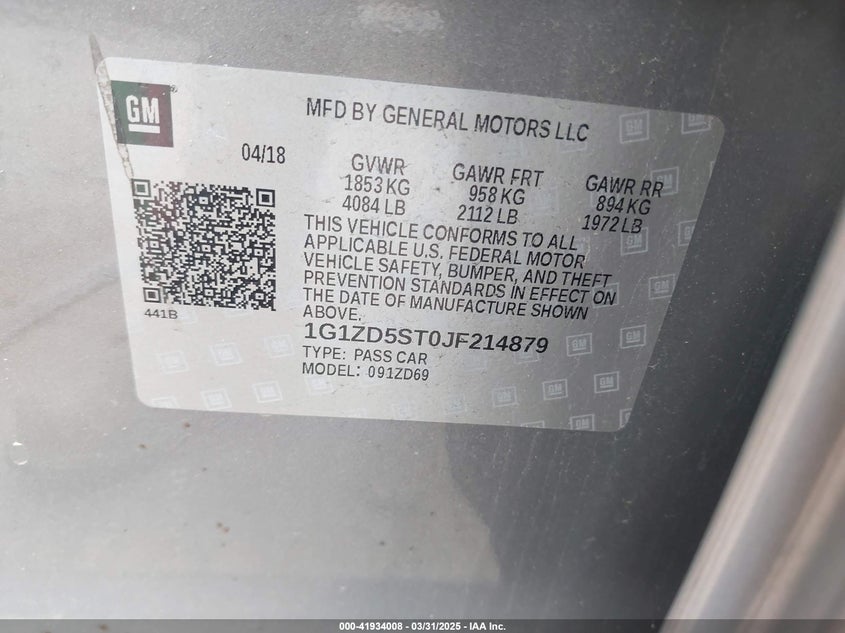 GM
MFD BY GENERAL MOTORS LLC
04/18
GVWR
1853 KG
4084 LB
GAWR FRT
958 KG
2112 LB
GAWR RR
894 KG
1972 LB
THIS VEHICLE CONFORMS TO ALL
APPLICABLE U.S. FEDERAL MOTOR
VEHICLE SAFETY, BUMPER, AND THEFT
PREVENTION STANDARDS IN EFFECT ON
THE DATE OF MANUFACTURE SHOWN
ABOVE.
441B
1G1ZD5ST0JF214879
TYPE: PASS CAR
MODEL: 091ZD69
000-41934008 - 03/31/2025 - IAA Inc.